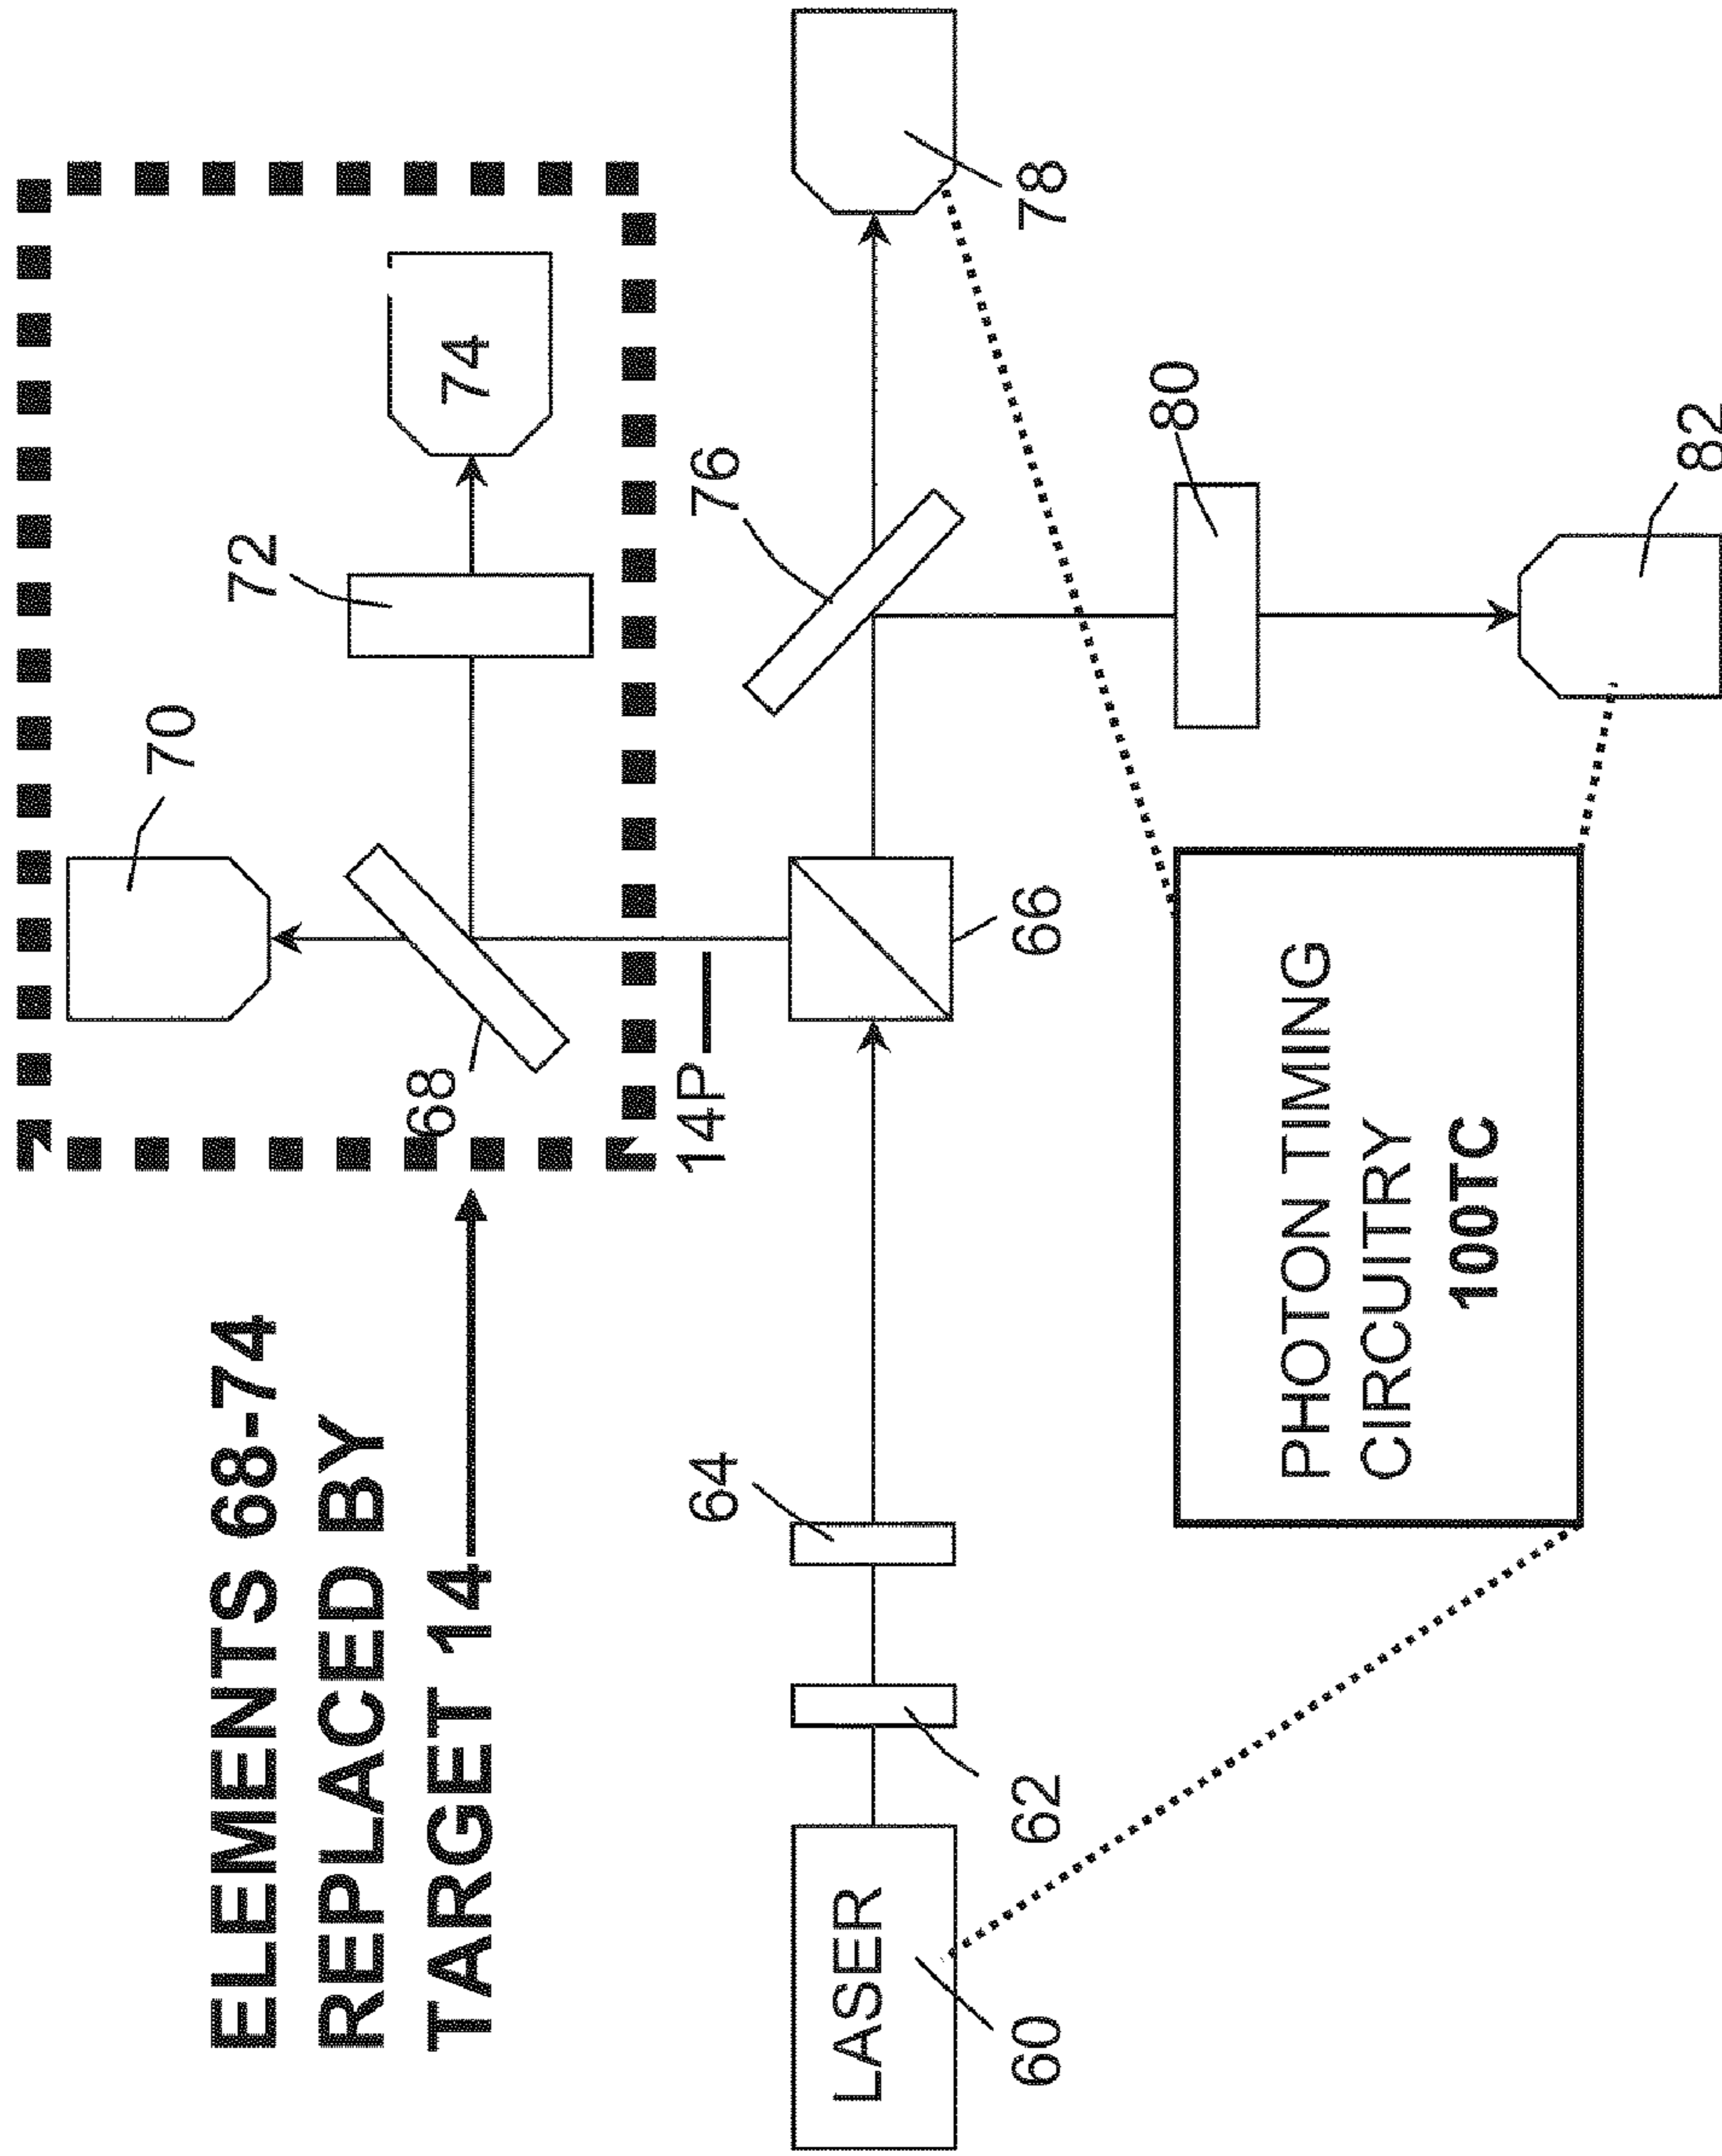 ELEMENTS 68-74
REPLACED BY
TARGET 14
70
72
74
68
14P
76
64
LASER
60
62
66
78
80
82
PHOTON TIMING
CIRCUITRY
100TC